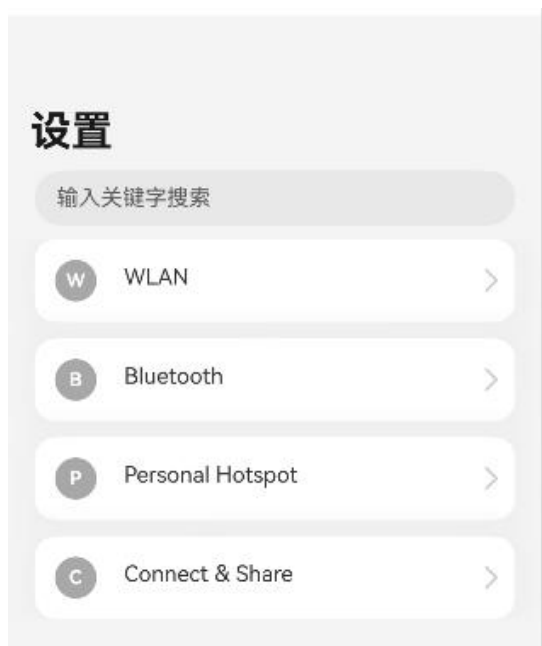 设置
输入关键字搜索
W WLAN
B Bluetooth
P Personal Hotspot
C Connect & Share